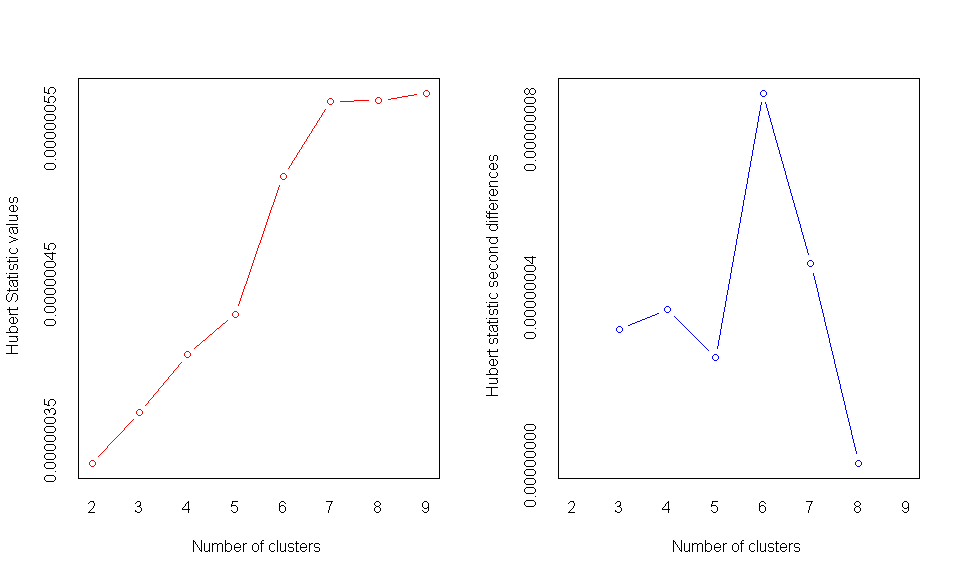 Hubert Statistic values
0.00000035
0.00000045
0.00000055
2 3 4 5 6 7 8 9
Number of clusters
Hubert statistic second differences
0.00000000
0.00000004
0.00000008
2 3 4 5 6 7 8 9
Number of clusters